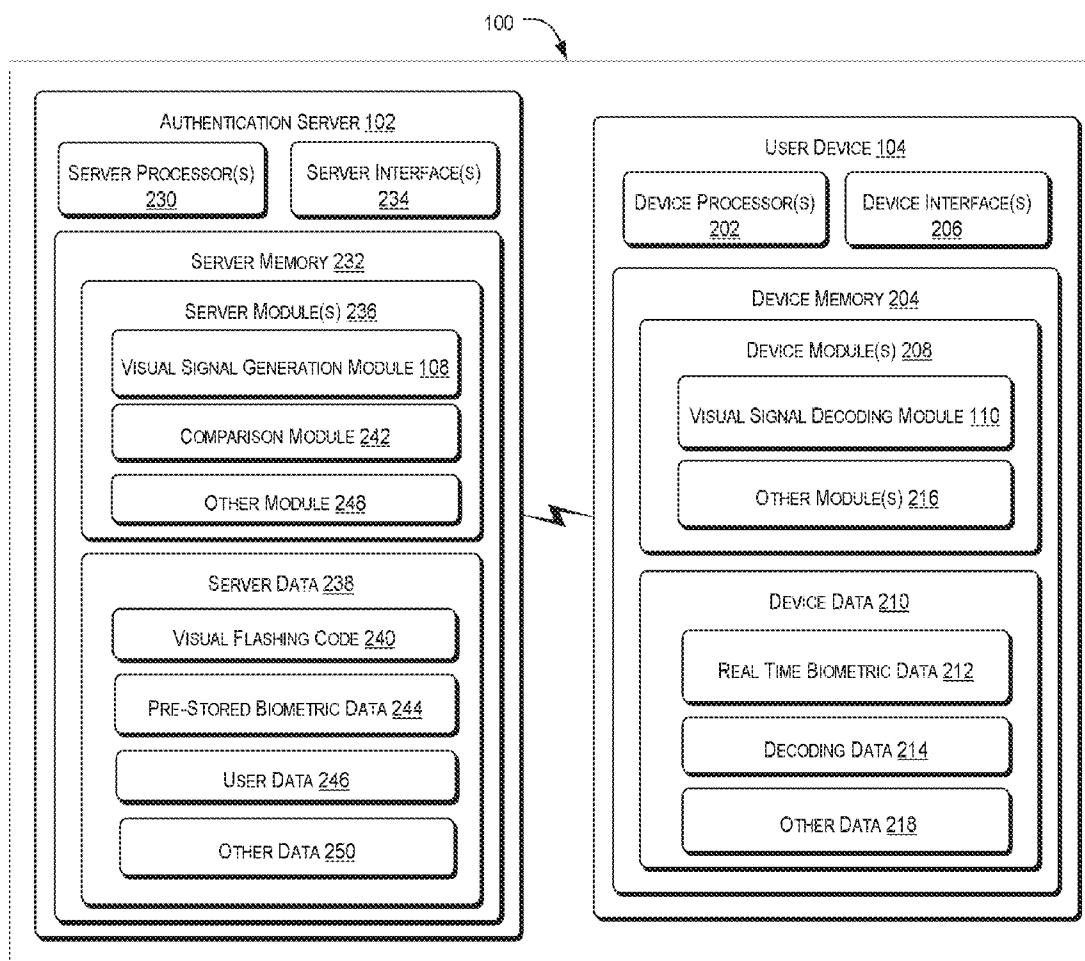 100
AUTHENTICATION SERVER 102
SERVER PROCESSOR(S)
230
SERVER INTERFACE(S)
234
SERVER MEMORY 232
SERVER MODULE(S) 236
VISUAL SIGNAL GENERATION MODULE 108
COMPARISON MODULE 242
OTHER MODULE 248
SERVER DATA 238
VISUAL FLASHING CODE 240
PRE-STORED BIOMETRIC DATA 244
USER DATA 246
OTHER DATA 250
USER DEVICE 104
DEVICE PROCESSOR(S)
202
DEVICE INTERFACE(S)
206
DEVICE MEMORY 204
DEVICE MODULE(S) 208
VISUAL SIGNAL DECODING MODULE 110
OTHER MODULE(S) 216
DEVICE DATA 210
REAL TIME BIOMETRIC DATA 212
DECODING DATA 214
OTHER DATA 218